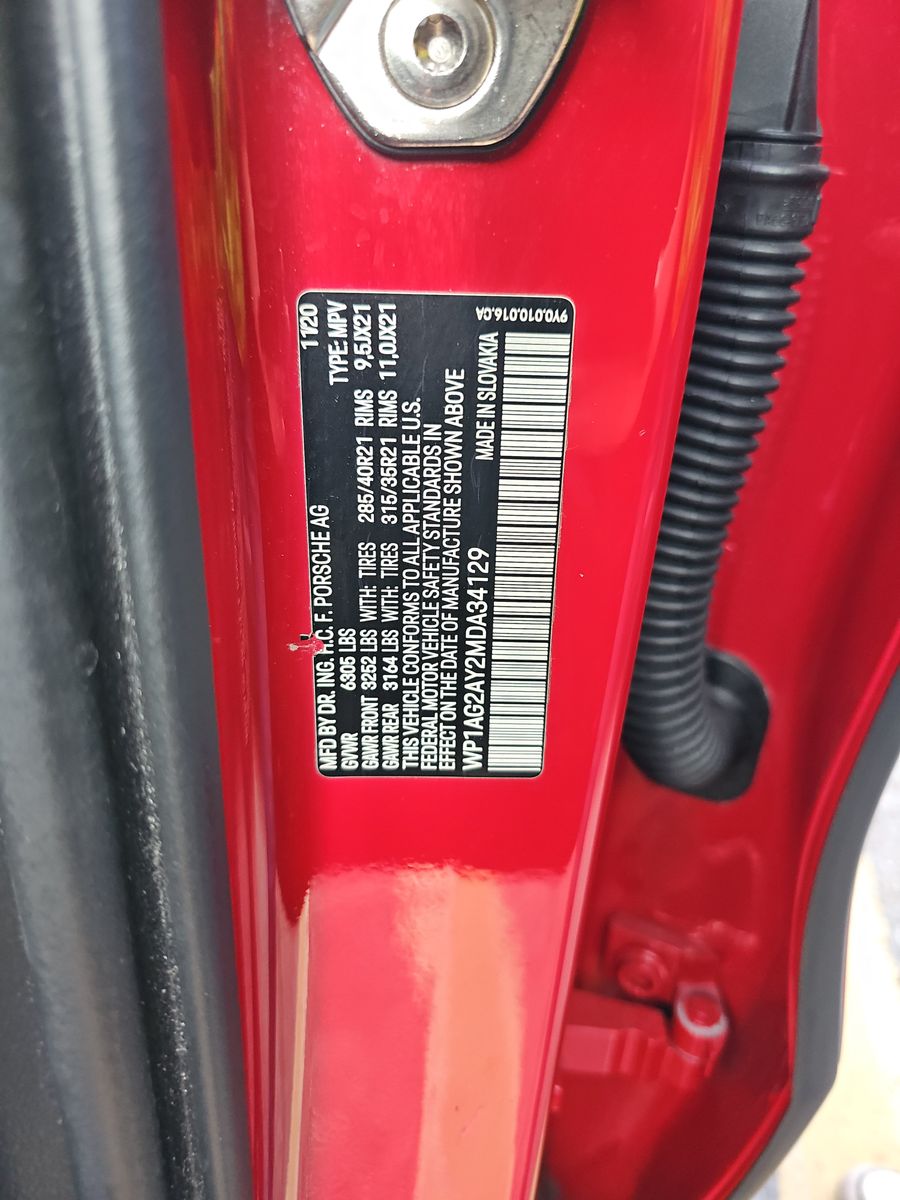 11'20
MFD BY DR. ING. H.C. F. PORSCHE AG TYPE: MPV
GVWR 6305 LBS
GAWR FRONT 3252 LBS WITH: TIRES 285/40R21 RIMS 9,5JX21
GAWR REAR 3164 LBS WITH: TIRES 315/35R21 RIMS 11,0JX21
THIS VEHICLE CONFORMS TO ALL APPLICABLE U.S.
FEDERAL MOTOR VEHICLE SAFETY STANDARDS IN
EFFECT ON THE DATE OF MANUFACTURE SHOWN ABOVE
WP1AG2AY2MDA34129 MADE IN SLOVAKIA
9Y0.010.016.QA